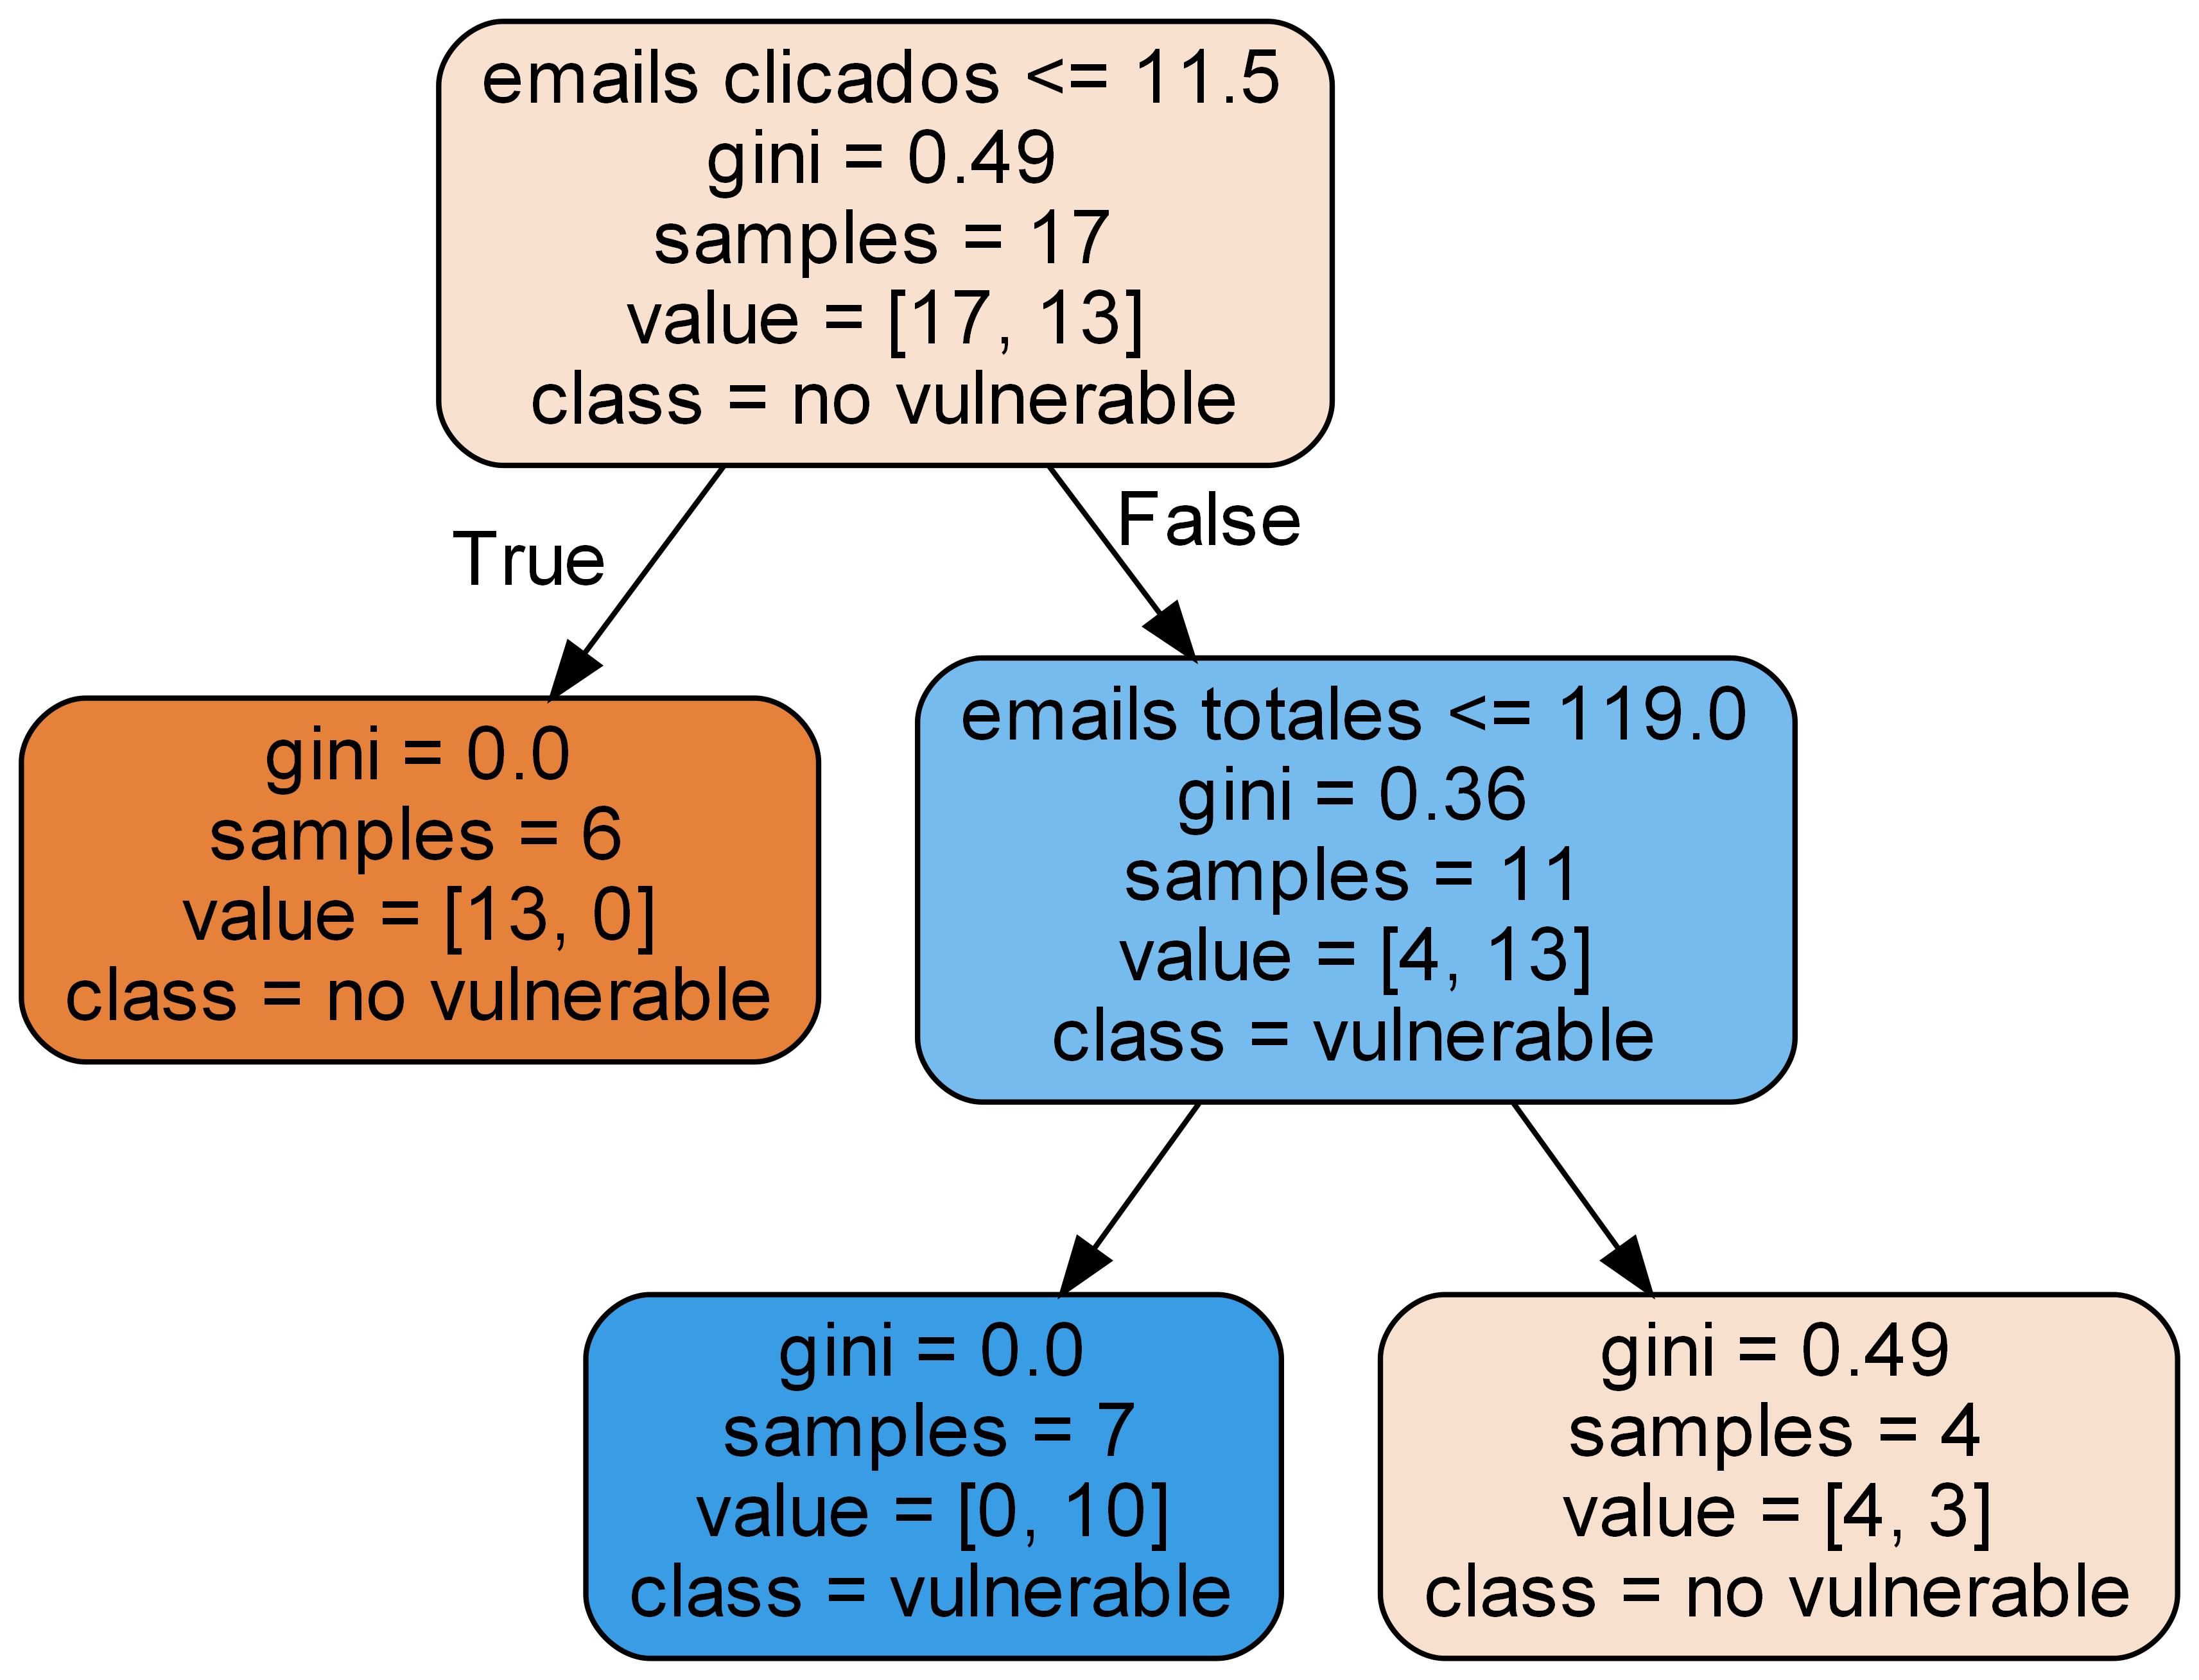 emails clicados <= 11.5
gini = 0.49
samples = 17
value = [17, 13]
class = no vulnerable
True
False
gini = 0.0
samples = 6
value = [13, 0]
class = no vulnerable
emails totales <= 119.0
gini = 0.36
samples = 11
value = [4, 13]
class = vulnerable
gini = 0.0
samples = 7
value = [0, 10]
class = vulnerable
gini = 0.49
samples = 4
value = [4, 3]
class = no vulnerable